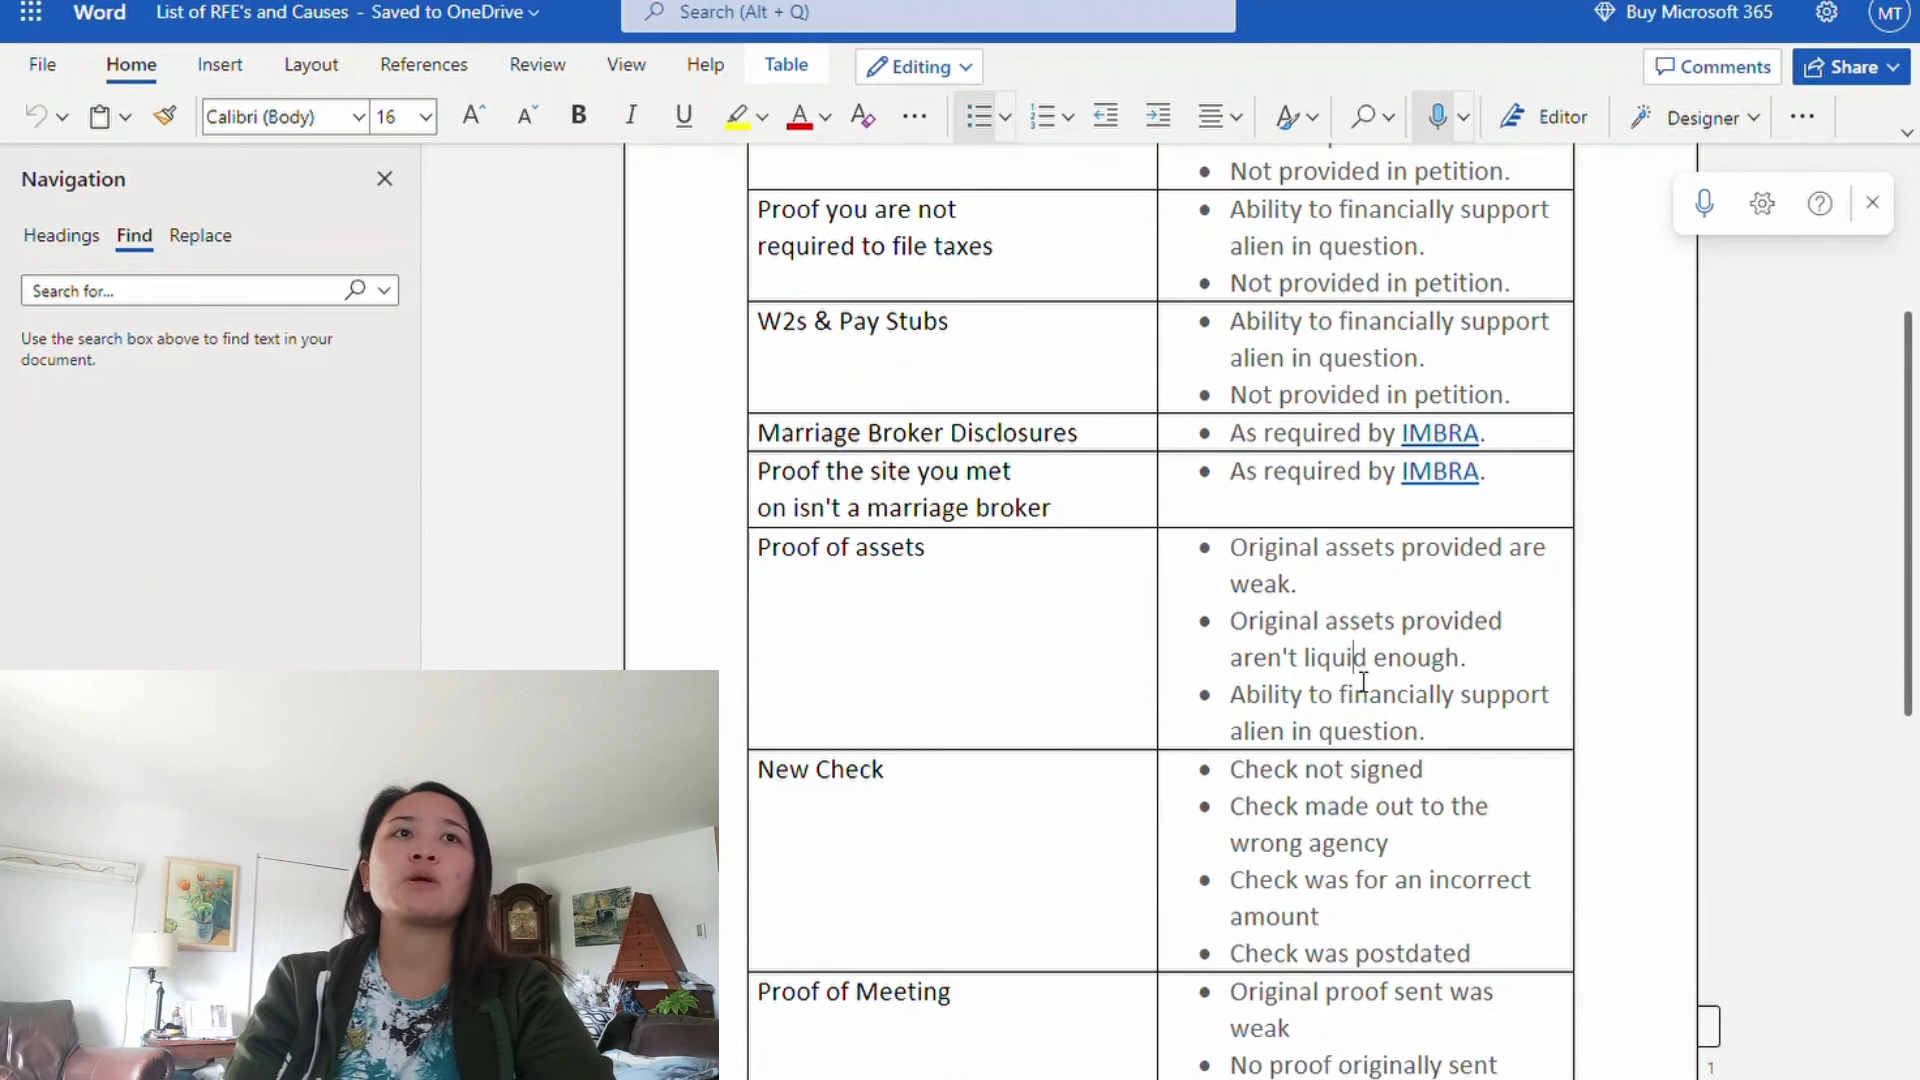 Word List of RFE's and Causes - Saved to OneDrive Search (Alt + Q) Buy Microsoft 365 MT
File Home Insert Layout References Review View Help Table Editing Comments Share
Calibri (Body) 16 A A B I U A A ... Editor Designer ...
Navigation
Headings Find Replace
Search for...
Use the search box above to find text in your
document.
Not provided in petition.
Proof you are not
required to file taxes
• Ability to financially support
alien in question.
• Not provided in petition.
W2s & Pay Stubs
• Ability to financially support
alien in question.
• Not provided in petition.
Marriage Broker Disclosures
• As required by IMBRA.
Proof the site you met
on isn't a marriage broker
• As required by IMBRA.
Proof of assets
• Original assets provided are
weak.
• Original assets provided
aren't liquid enough.
• Ability to financially support
alien in question.
New Check
• Check not signed
• Check made out to the
wrong agency
• Check was for an incorrect
amount
• Check was postdated
Proof of Meeting
• Original proof sent was
weak
• No proof originally sent
1